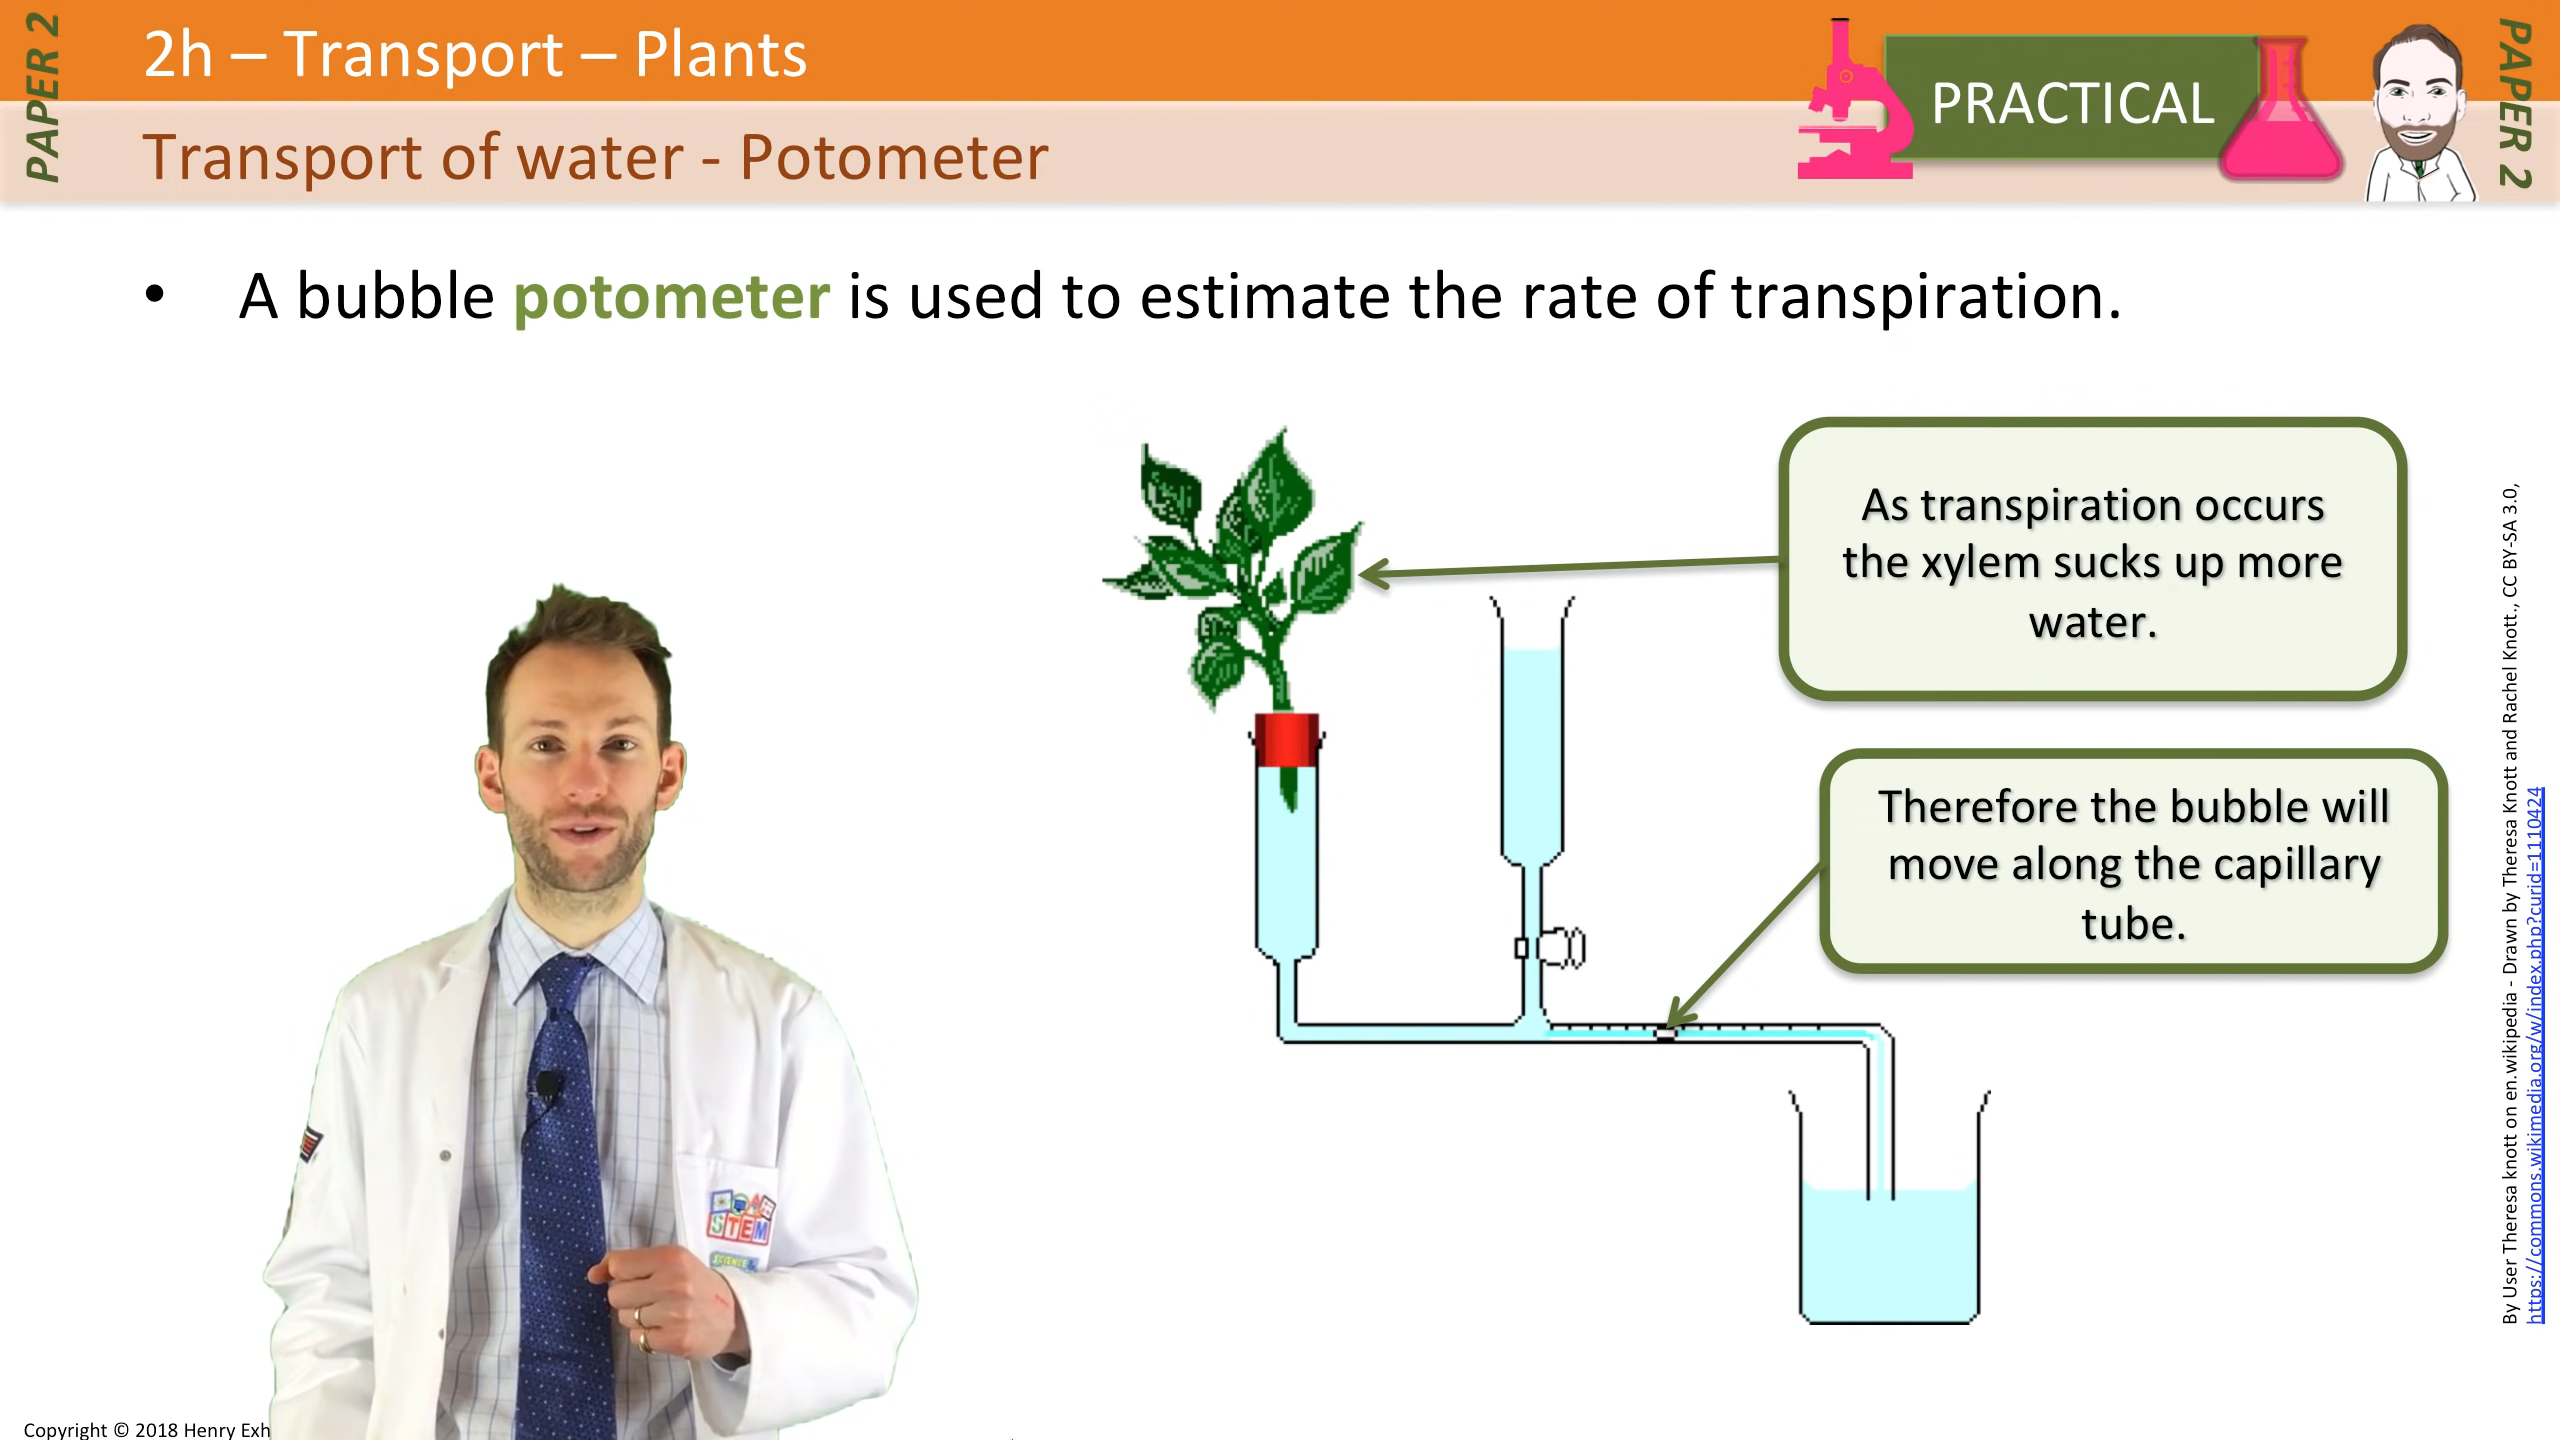 PAPER 2
2h – Transport – Plants
PRACTICAL
PAPER 2
Transport of water - Potometer
• A bubble potometer is used to estimate the rate of transpiration.
As transpiration occurs
the xylem sucks up more
water.
Therefore the bubble will
move along the capillary
tube.
By User Theresa knott on en.wikipedia - Drawn by Theresa Knott and Rachel Knott., CC BY-SA 3.0,
https://commons.wikimedia.org/w/index.php?curid=1110424
STEM
SCIENCE
Copyright © 2018 Henry Exh